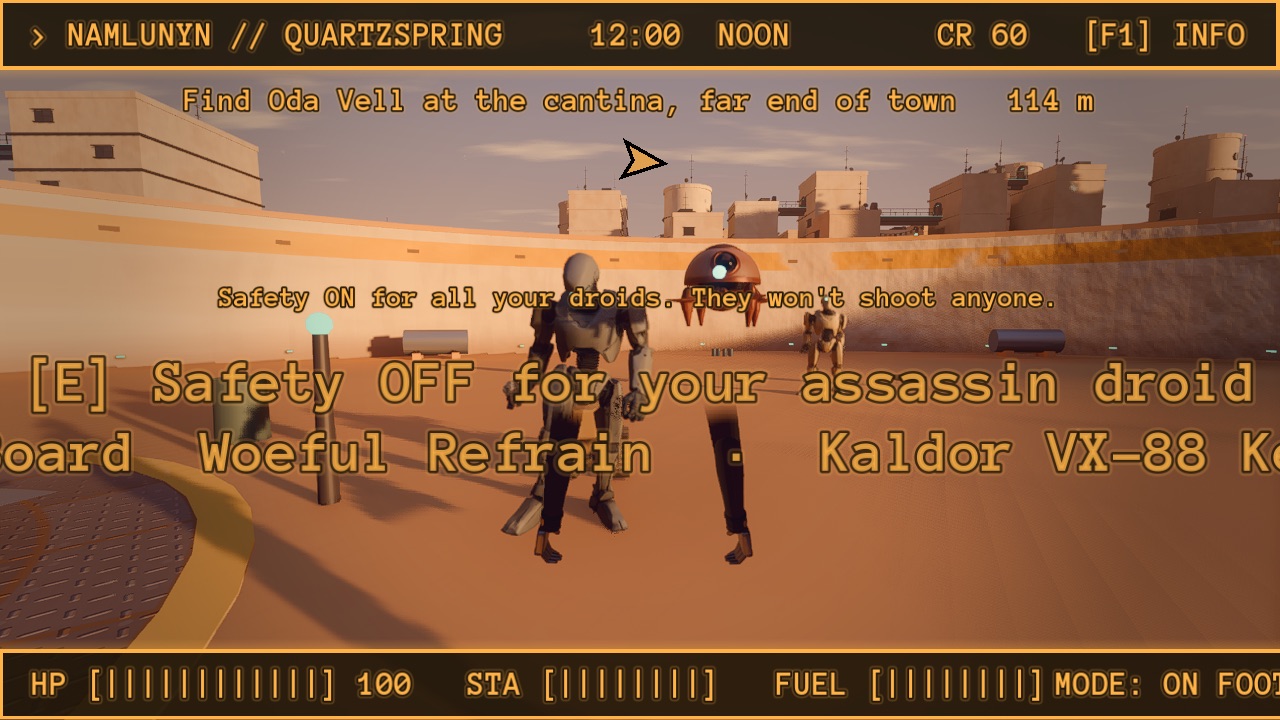 > NAMLUNYN // QUARTZSPRING 12:00 NOON CR 60 [F1] INFO
Find Oda Vell at the cantina, far end of town 114 m
Safety ON for all your droids. They won't shoot anyone.
[E] Safety OFF for your assassin droid
Board Woeful Refrain · Kaldor VX-88 Ke
HP [||||||||||||] 100 STA [||||||||] FUEL [||||||||] MODE: ON FOOT